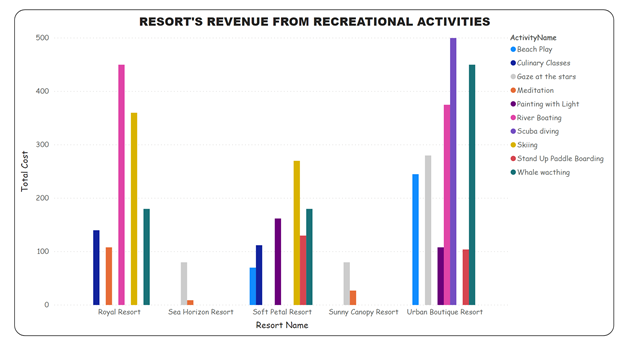 RESORT'S REVENUE FROM RECREATIONAL ACTIVITIES
ActivityName
Beach Play
Culinary Classes
Gaze at the stars
Meditation
Painting with Light
River Boating
Scuba diving
Skiing
Stand Up Paddle Boarding
Whale wacthing
Total Cost
500
400
300
200
100
0
Royal Resort
Sea Horizon Resort
Soft Petal Resort
Sunny Canopy Resort
Urban Boutique Resort
Resort Name